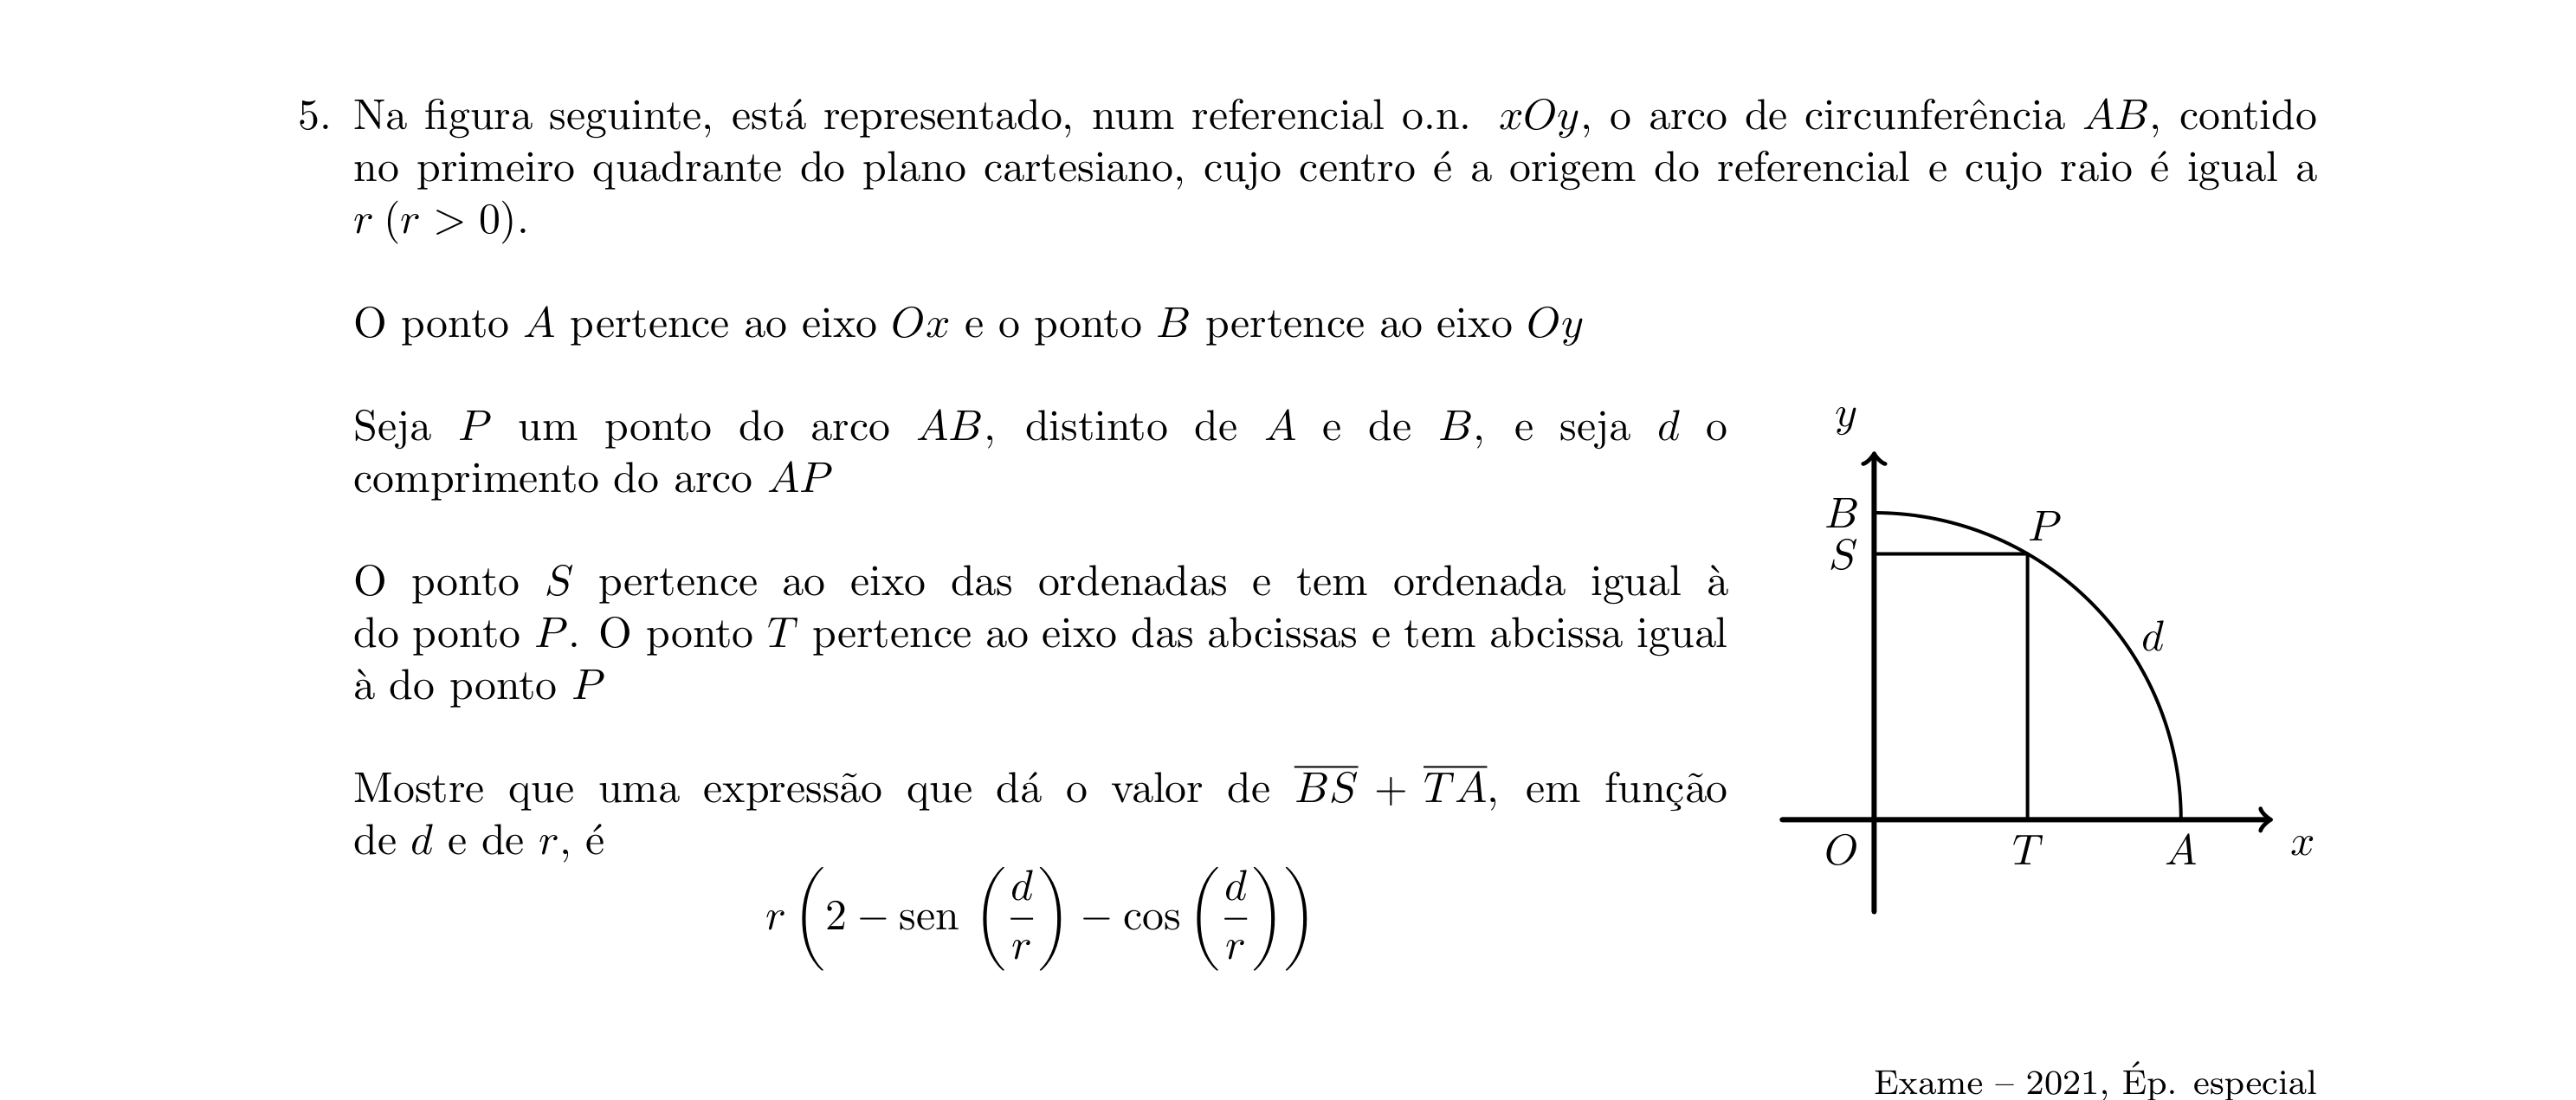 5. Na figura seguinte, está representado, num referencial o.n. xOy, o arco de circunferência AB, contido
no primeiro quadrante do plano cartesiano, cujo centro é a origem do referencial e cujo raio é igual a
r (r > 0).
O ponto A pertence ao eixo Ox e o ponto B pertence ao eixo Oy
Seja P um ponto do arco AB, distinto de A e de B, e seja d o
comprimento do arco AP
O ponto S pertence ao eixo das ordenadas e tem ordenada igual à
do ponto P. O ponto T pertence ao eixo das abcissas e tem abcissa igual
à do ponto P
Mostre que uma expressão que dá o valor de \overline{BS} + \overline{TA}, em função
de d e de r, é
r \left(2 - \text{sen} \left(\frac{d}{r}\right) - \cos \left(\frac{d}{r}\right)\right)
y
B
P
S
d
O
T
A
x
Exame – 2021, Ép. especial